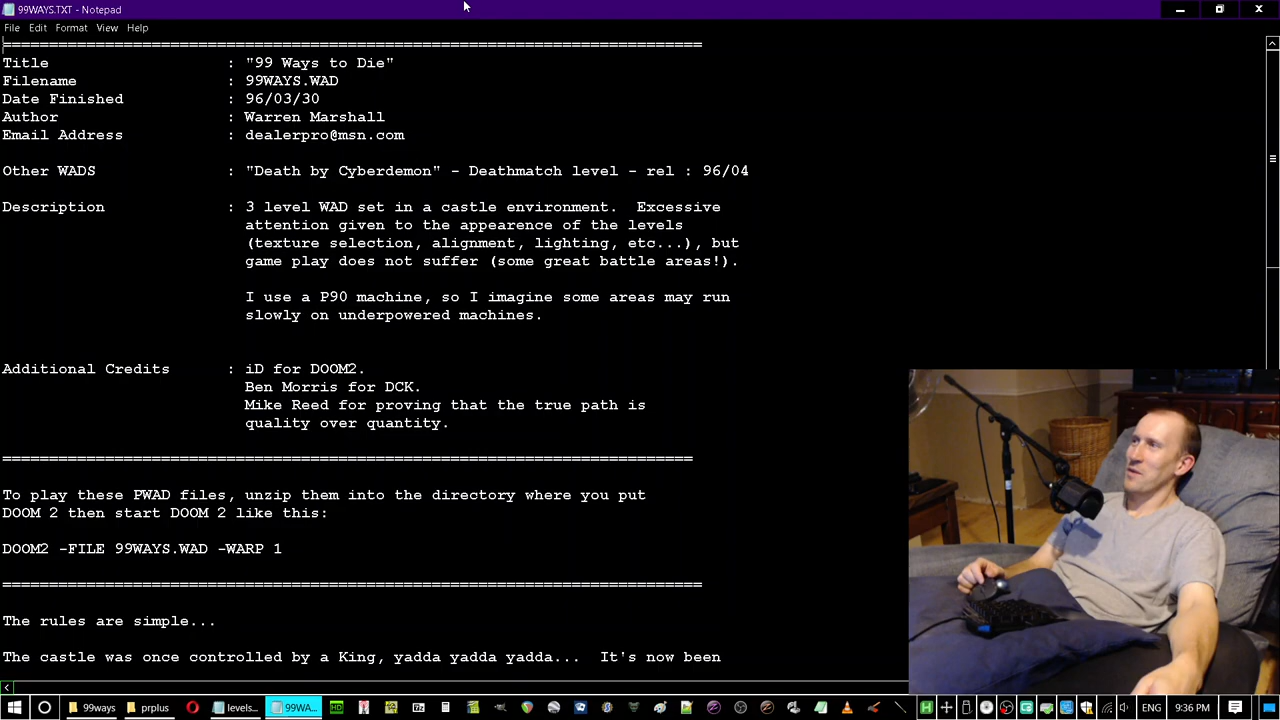 99WAYS.TXT - Notepad
File Edit Format View Help
=====================================================================
Title : "99 Ways to Die"
Filename : 99WAYS.WAD
Date Finished : 96/03/30
Author : Warren Marshall
Email Address : dealerpro@msn.com
Other WADS : "Death by Cyberdemon" - Deathmatch level - rel : 96/04
Description : 3 level WAD set in a castle environment. Excessive
attention given to the appearence of the levels
(texture selection, alignment, lighting, etc...), but
game play does not suffer (some great battle areas!).
I use a P90 machine, so I imagine some areas may run
slowly on underpowered machines.
Additional Credits : iD for DOOM2.
Ben Morris for DCK.
Mike Reed for proving that the true path is
quality over quantity.
====================================================================
To play these PWAD files, unzip them into the directory where you put
DOOM 2 then start DOOM 2 like this:
DOOM2 -FILE 99WAYS.WAD -WARP 1
=====================================================================
The rules are simple...
The castle was once controlled by a King, yadda yadda yadda... It's now been
99ways prplus levels... 99WA... ENG 9:36 PM